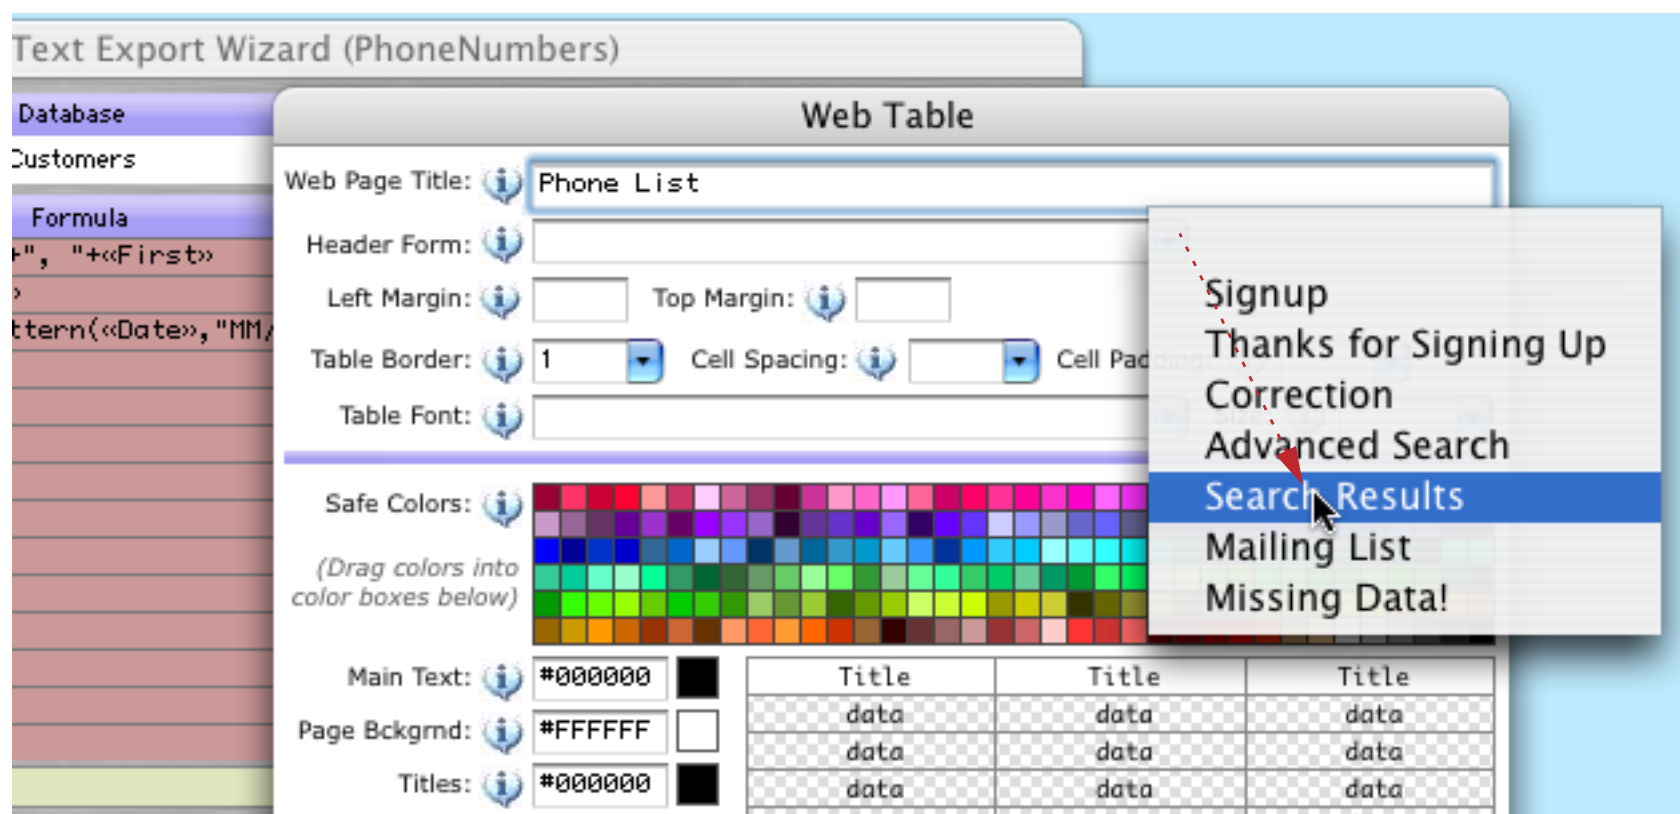 Text Export Wizard (PhoneNumbers)
Database
Customers
Formula
+", "+«First»
»
ttern(«Date»,"MM/
Web Table
Web Page Title: Phone List
Header Form:
Left Margin: Top Margin:
Table Border: 1 Cell Spacing: Cell Padding:
Table Font: Size:
Safe Colors:
(Drag colors into
color boxes below)
Signup
Thanks for Signing Up
Correction
Advanced Search
Search Results
Mailing List
Missing Data!
Main Text: #000000
Page Bckgrnd: #FFFFFF
Titles: #000000
Title Title Title
data data data
data data data
data data data